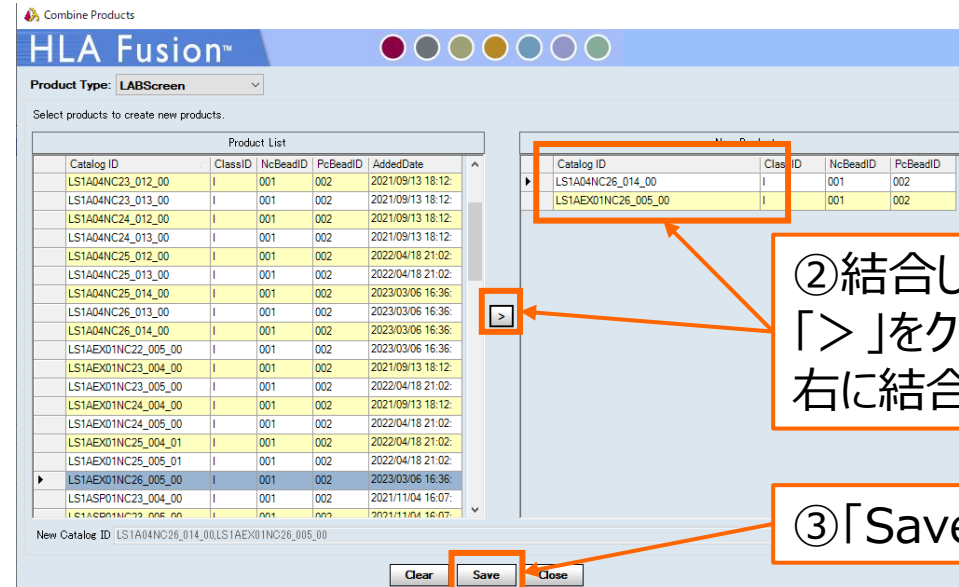 Combine Products
HLA Fusion™
Product Type: LABScreen
Select products to create new products.
Product List
Catalog ID ClassID NcBeadID PcBeadID AddedDate
LS1A04NC23_012_00 I 001 002 2021/09/13 18:12:
LS1A04NC23_013_00 I 001 002 2021/09/13 18:12:
LS1A04NC24_012_00 I 001 002 2021/09/13 18:12:
LS1A04NC24_013_00 I 001 002 2021/09/13 18:12:
LS1A04NC25_012_00 I 001 002 2022/04/18 21:02:
LS1A04NC25_013_00 I 001 002 2022/04/18 21:02:
LS1A04NC25_014_00 I 001 002 2023/03/06 16:36:
LS1A04NC26_013_00 I 001 002 2023/03/06 16:36:
LS1A04NC26_014_00 I 001 002 2023/03/06 16:36:
LS1AEX01NC22_005_00 I 001 002 2023/03/06 16:36:
LS1AEX01NC23_004_00 I 001 002 2021/09/13 18:12:
LS1AEX01NC23_005_00 I 001 002 2022/04/18 21:02:
LS1AEX01NC24_004_00 I 001 002 2021/09/13 18:12:
LS1AEX01NC24_005_00 I 001 002 2022/04/18 21:02:
LS1AEX01NC25_004_01 I 001 002 2022/04/18 21:02:
LS1AEX01NC25_005_01 I 001 002 2022/04/18 21:02:
LS1AEX01NC26_005_00 I 001 002 2023/03/06 16:36:
LS1ASP01NC23_004_00 I 001 002 2021/11/04 16:07:
LS1ASP01NC23_005_00 I 001 002 2021/11/04 16:07:
>
Catalog ID ClassID NcBeadID PcBeadID
LS1A04NC26_014_00 I 001 002
LS1AEX01NC26_005_00 I 001 002
②結合し
「＞」をク
右に結合
③「Save
New Catalog ID LS1A04NC26_014_00,LS1AEX01NC26_005_00
Clear Save Close